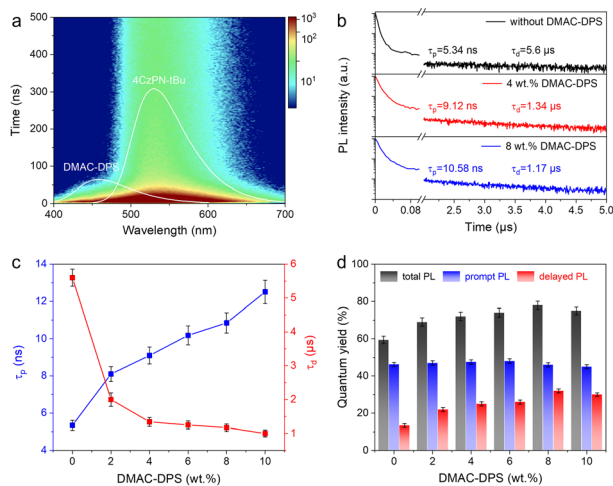 a
500
400
300
200
100
0
Time (ns)
400
500
600
700
Wavelength (nm)
4CzPN-tBu
DMAC-DPS
10³
10²
10¹
b
PL intensity (a.u.)
without DMAC-DPS
τp=5.34 ns
τd=5.6 μs
4 wt.% DMAC-DPS
τp=9.12 ns
τd=1.34 μs
8 wt.% DMAC-DPS
τp=10.58 ns
τd=1.17 μs
0 0.08 2.5 3.0 3.5 4.0 4.5 5.0
Time (μs)
c
14
12
10
8
6
4
τp (ns)
6
5
4
3
2
1
τp (μs)
0 2 4 6 8 10
DMAC-DPS (wt.%)
d
total PL prompt PL delayed PL
100
80
60
40
20
0
Quantum yield (%)
0 2 4 6 8 10
DMAC-DPS (wt.%)